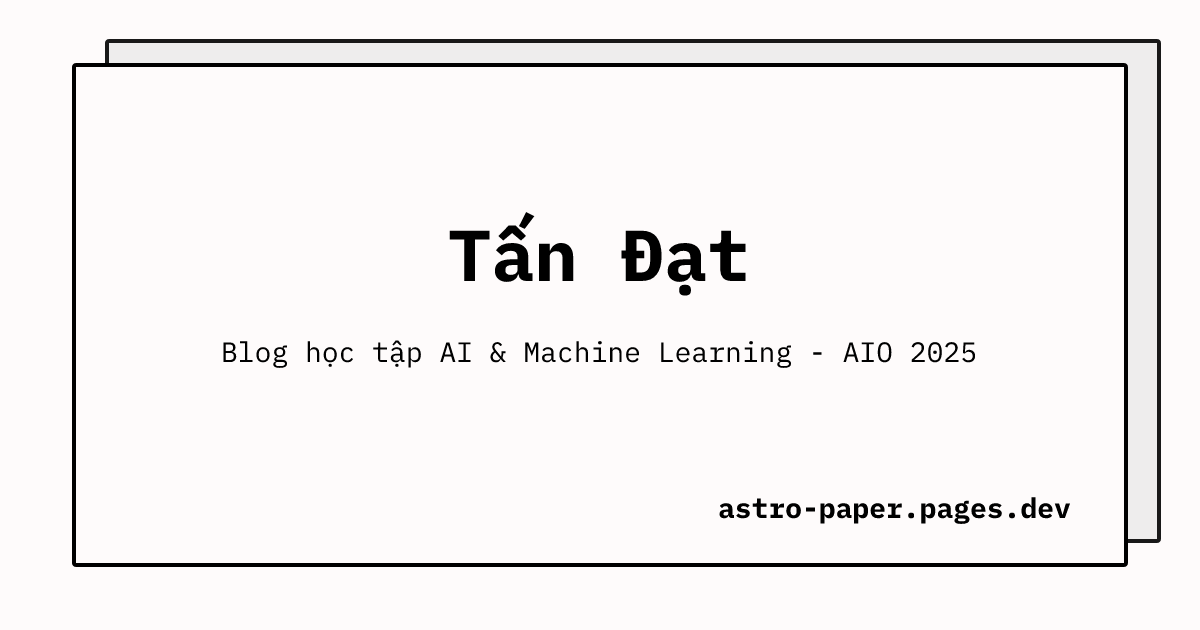 Tấn Đạt
Blog học tập AI & Machine Learning - AIO 2025
astro-paper.pages.dev